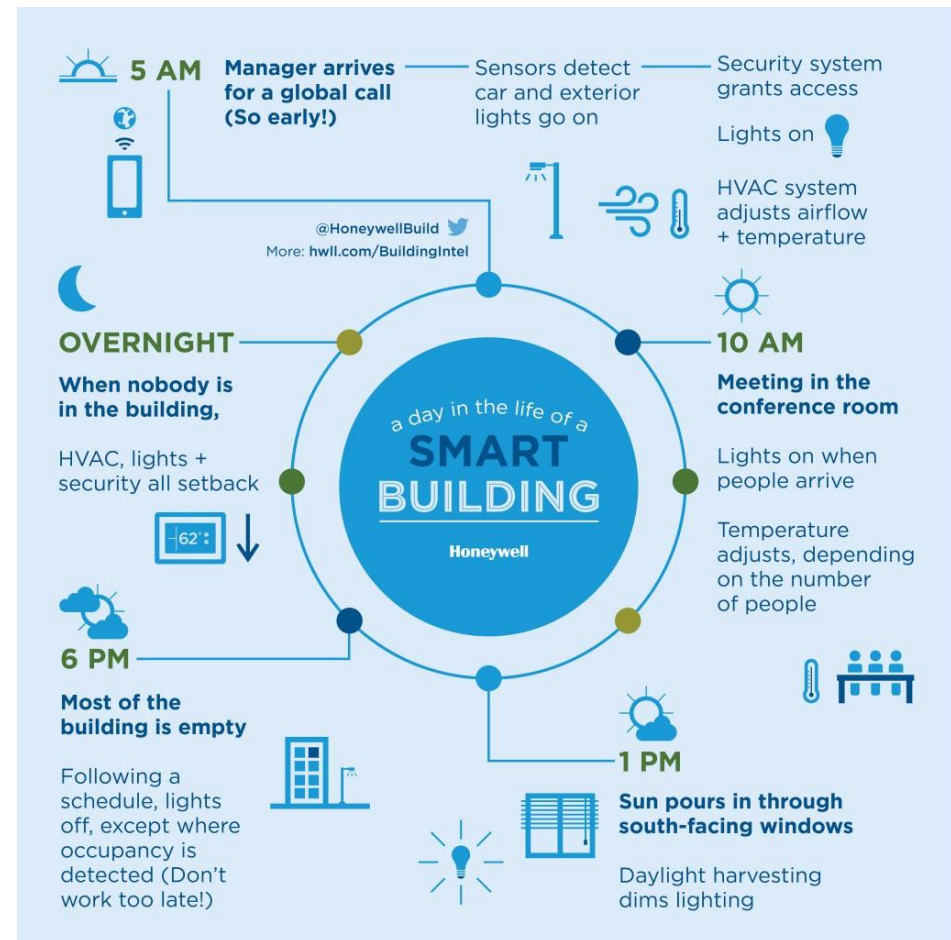 5 AM
Manager arrives
for a global call
(So early!)
Sensors detect
car and exterior
lights go on
Security system
grants access
Lights on
HVAC system
adjusts airflow
+ temperature
@HoneywellBuild
More: hwll.com/BuildingIntel
10 AM
Meeting in the
conference room
Lights on when
people arrive
Temperature
adjusts, depending
on the number
of people
1 PM
Sun pours in through
south-facing windows
Daylight harvesting
dims lighting
6 PM
Most of the
building is empty
Following a
schedule, lights
off, except where
occupancy is
detected (Don’t
work too late!)
OVERNIGHT
When nobody is
in the building,
HVAC, lights +
security all setback
62°
a day in the life of a
SMART
BUILDING
Honeywell